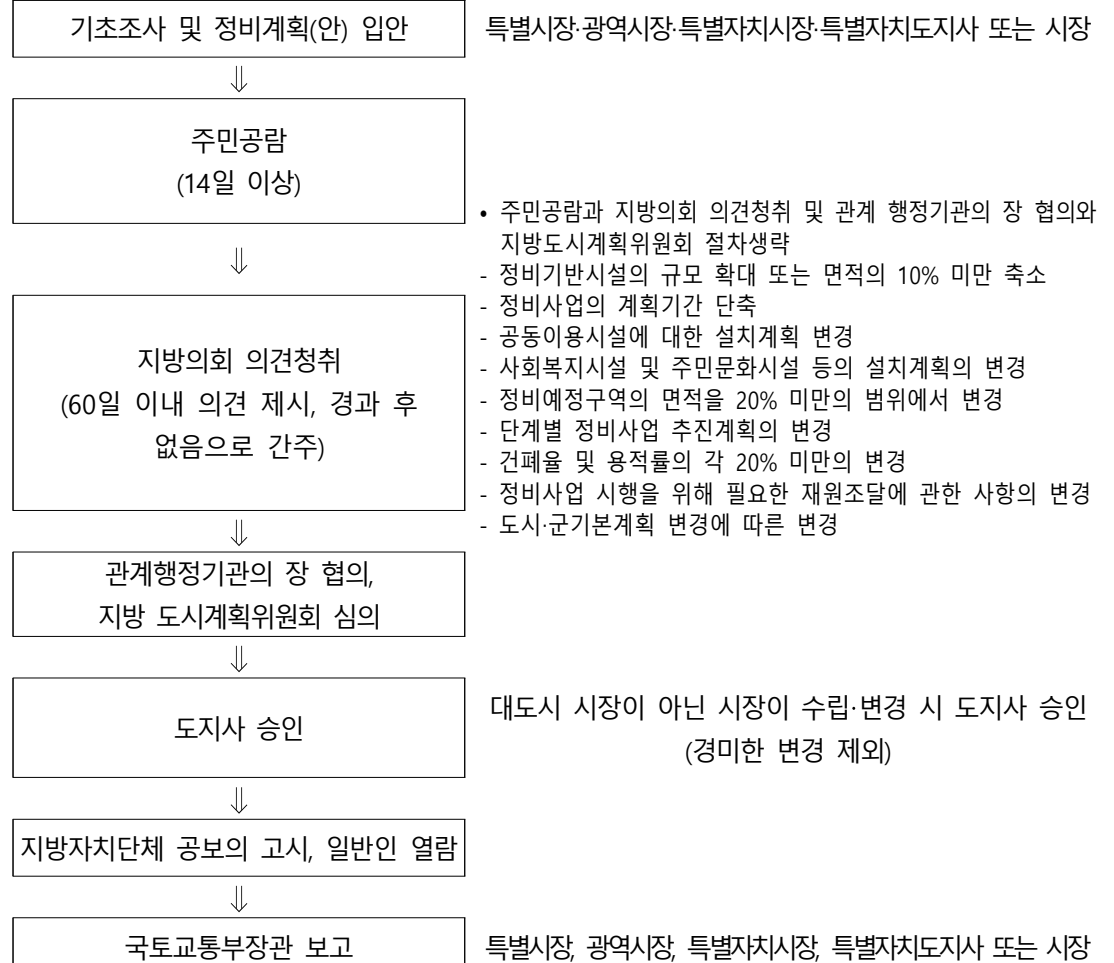 기초조사 및 정비계획(안) 입안
특별시장·광역시장·특별자치시장·특별자치도지사 또는 시장
⇓
주민공람
(14일 이상)
⇓
지방의회 의견청취
(60일 이내 의견 제시, 경과 후
없음으로 간주)
• 주민공람과 지방의회 의견청취 및 관계 행정기관의 장 협의와
지방도시계획위원회 절차생략
- 정비기반시설의 규모 확대 또는 면적의 10% 미만 축소
- 정비사업의 계획기간 단축
- 공동이용시설에 대한 설치계획 변경
- 사회복지시설 및 주민문화시설 등의 설치계획의 변경
- 정비예정구역의 면적을 20% 미만의 범위에서 변경
- 단계별 정비사업 추진계획의 변경
- 건폐율 및 용적률의 각 20% 미만의 변경
- 정비사업 시행을 위해 필요한 재원조달에 관한 사항의 변경
- 도시·군기본계획 변경에 따른 변경
⇓
관계행정기관의 장 협의,
지방 도시계획위원회 심의
⇓
도지사 승인
대도시 시장이 아닌 시장이 수립·변경 시 도지사 승인
(경미한 변경 제외)
⇓
지방자치단체 공보의 고시, 일반인 열람
⇓
국토교통부장관 보고
특별시장, 광역시장, 특별자치시장, 특별자치도지사 또는 시장